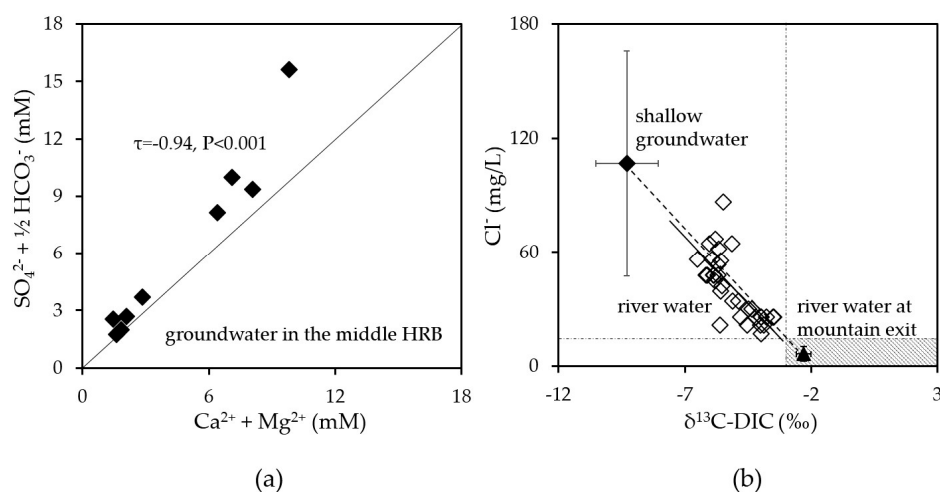 (a)
18
15
12
9
6
3
0
SO₄²⁻ + ½ HCO₃⁻ (mM)
τ=-0.94, P<0.001
groundwater in the middle HRB
0 6 12 18
Ca²⁺ + Mg²⁺ (mM)
(b)
180
120
60
0
Cl⁻ (mg/L)
shallow
groundwater
river water
river water at
mountain exit
-12 -7 -2 3
δ¹³C-DIC (‰)
(a)
(b)